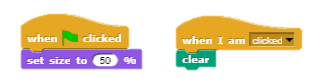 when clicked
set size to 50 %
when I am clicked
clear